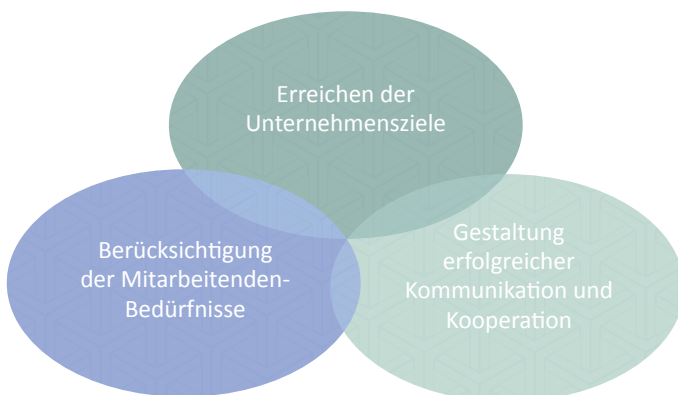 Erreichen der
Unternehmensziele
Berücksichtigung
der Mitarbeitenden-
Bedürfnisse
Gestaltung
erfolgreicher
Kommunikation und
Kooperation